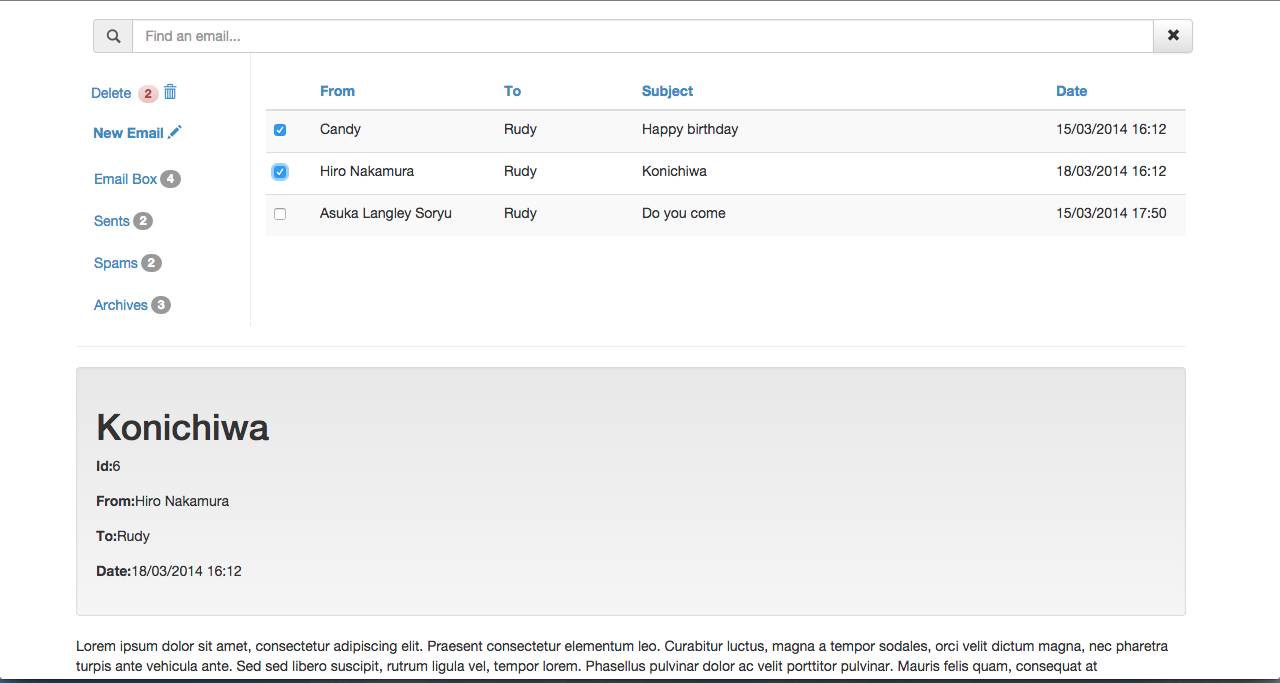 Find an email...
Delete 2
New Email
Email Box 4
Sents 2
Spams 2
Archives 3
From To Subject Date
Candy Rudy Happy birthday 15/03/2014 16:12
Hiro Nakamura Rudy Konichiwa 18/03/2014 16:12
Asuka Langley Soryu Rudy Do you come 15/03/2014 17:50
Konichiwa
Id:6
From:Hiro Nakamura
To:Rudy
Date:18/03/2014 16:12
Lorem ipsum dolor sit amet, consectetur adipiscing elit. Praesent consectetur elementum leo. Curabitur luctus, magna a tempor sodales, orci velit dictum magna, nec pharetra
turpis ante vehicula ante. Sed sed libero suscipit, rutrum ligula vel, tempor lorem. Phasellus pulvinar dolor ac velit porttitor pulvinar. Mauris felis quam, consequat at